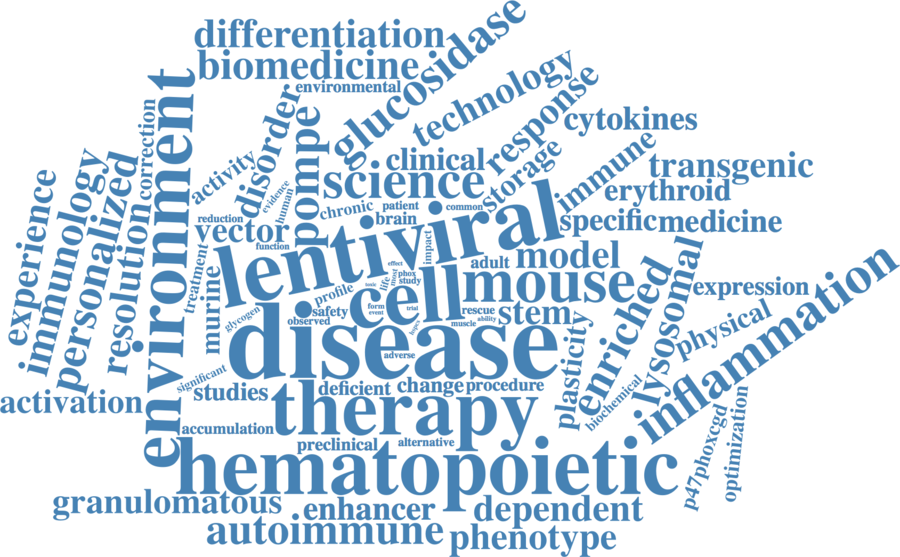 differentiation
biomedicine
environmental
glucosidase
technology
response
cytokines
environment
correction
disorder
pompe
clinical
science
storage
immune
transgenic
erythroid
experience
immunology
personalized
resolution
activity
evidence
human
chronic
patient
common
brain
reduction
vector
function
lentiviral
impact
specific
medicine
treatment
murine
effect
most
phox
study
life
toxic
adult
model
mouse
enriched
lysosomal
expression
physical
inflammation
profile
safety
glycogen
observed
cell
form
event
trial
rescue
ability
muscle
stem
plasticity
disease
adverse
significant
studies
deficient
change
procedure
biochemical
activation
therapy
accumulation
preclinical
alternative
p47phoxcgd
optimization
hematopoietic
granulomatous
enhancer
dependent
autoimmune
phenotype